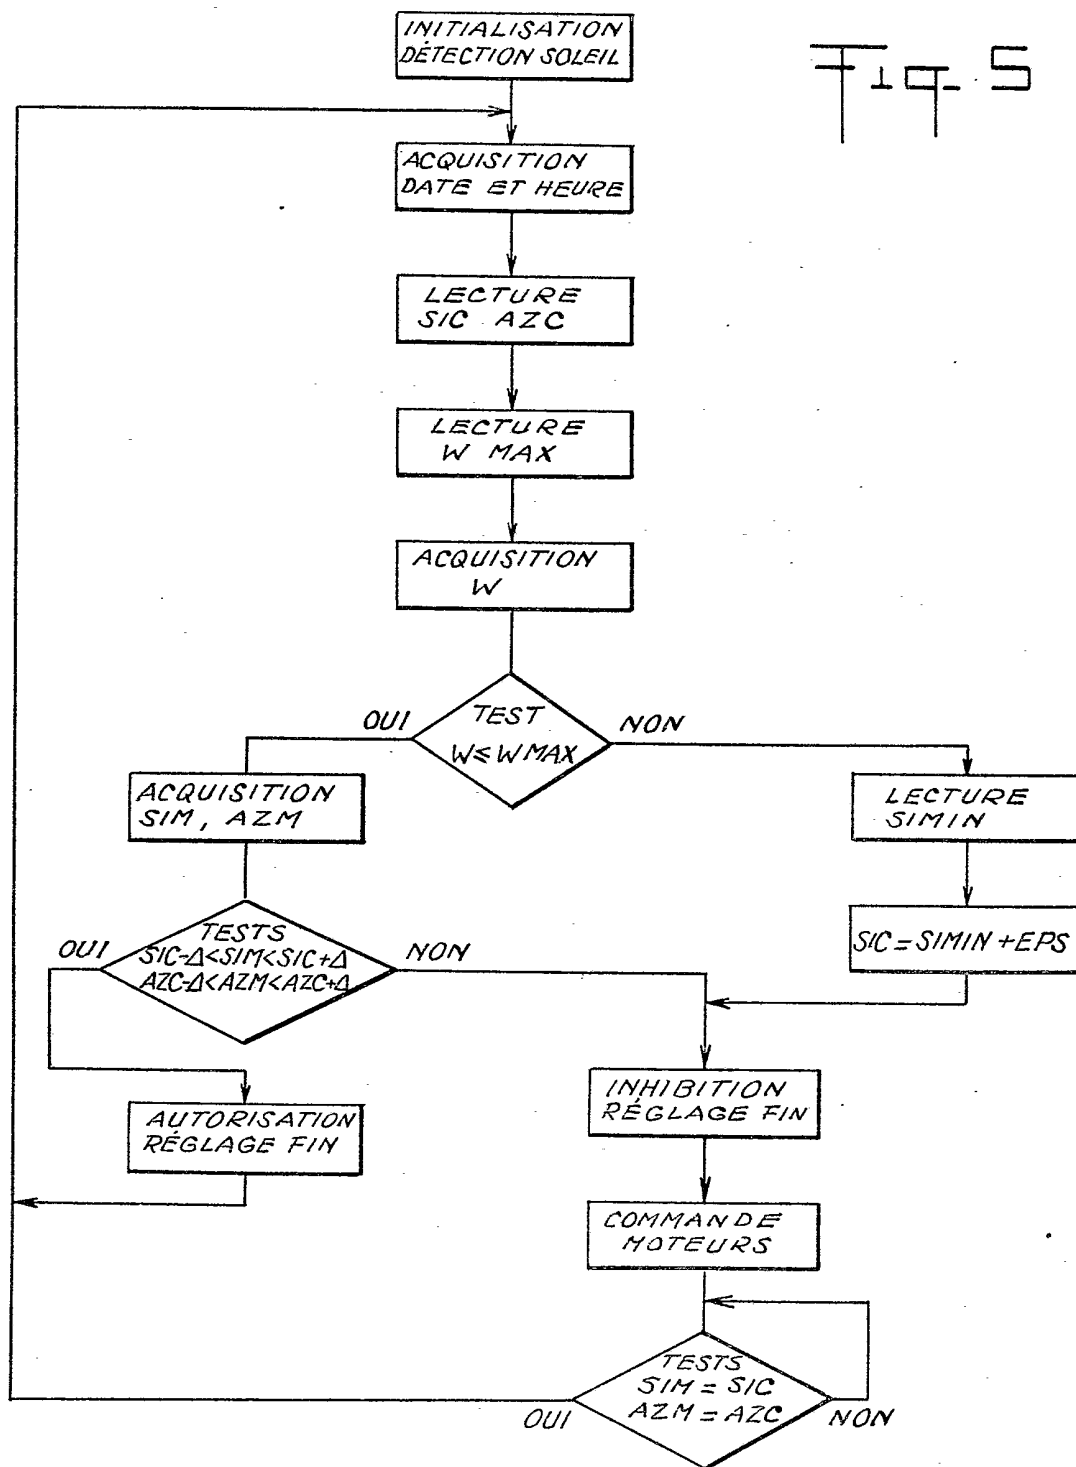 INITIALISATION
DÉTECTION SOLEIL
Fig. 5
ACQUISITION
DATE ET HEURE
LECTURE
SIC AZC
LECTURE
W MAX
ACQUISITION
W
OUI
TEST
W≤WMAX
NON
ACQUISITION
SIM, AZM
LECTURE
SIMIN
OUI
TESTS
SIC-Δ<SIM<SIC+Δ
AZC-Δ<AZM<AZC+Δ
NON
SIC=SIMIN+EPS
AUTORISATION
RÉGLAGE FIN
INHIBITION
RÉGLAGE FIN
COMMANDE
MOTEURS
TESTS
SIM = SIC
AZM = AZC
OUI
NON